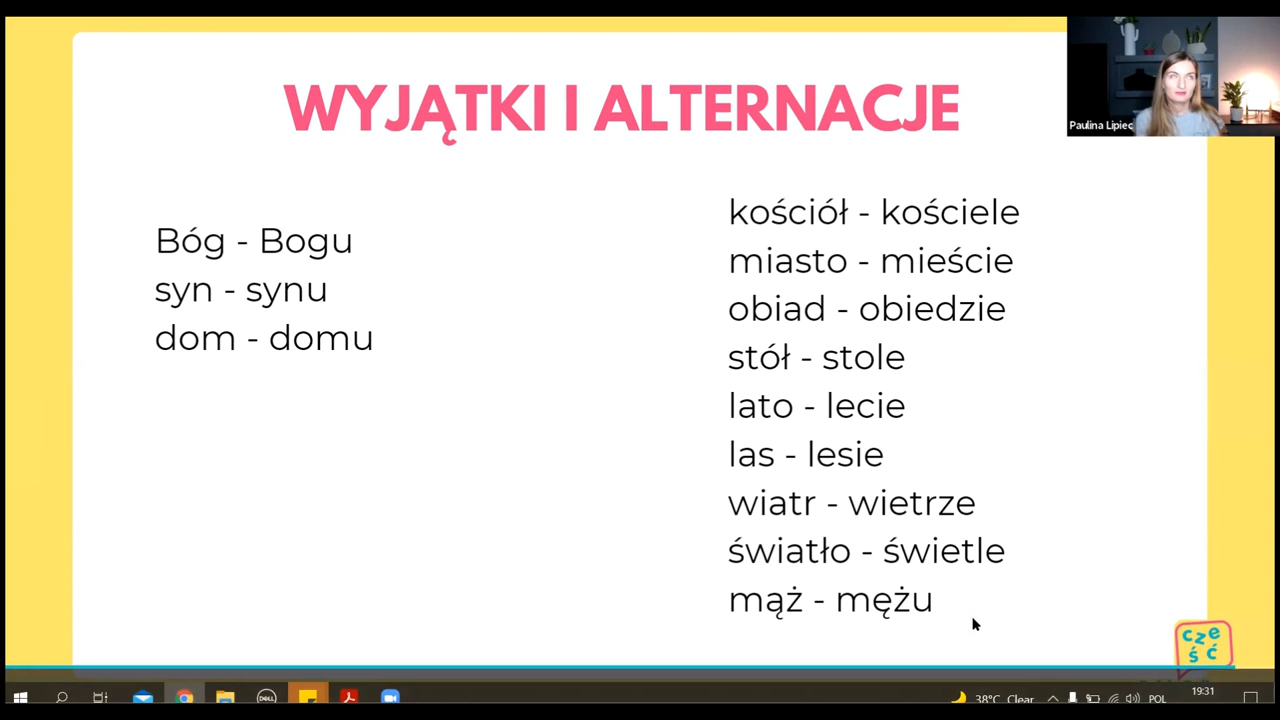 WYJĄTKI I ALTERNACJE
Paulina Lipiec
Bóg - Bogu
syn - synu
dom - domu
kościół - kościele
miasto - mieście
obiad - obiedzie
stół - stole
lato - lecie
las - lesie
wiatr - wietrze
światło - świetle
mąż - mężu
cze
ść
DELL
38°C Clear
POL
19:31